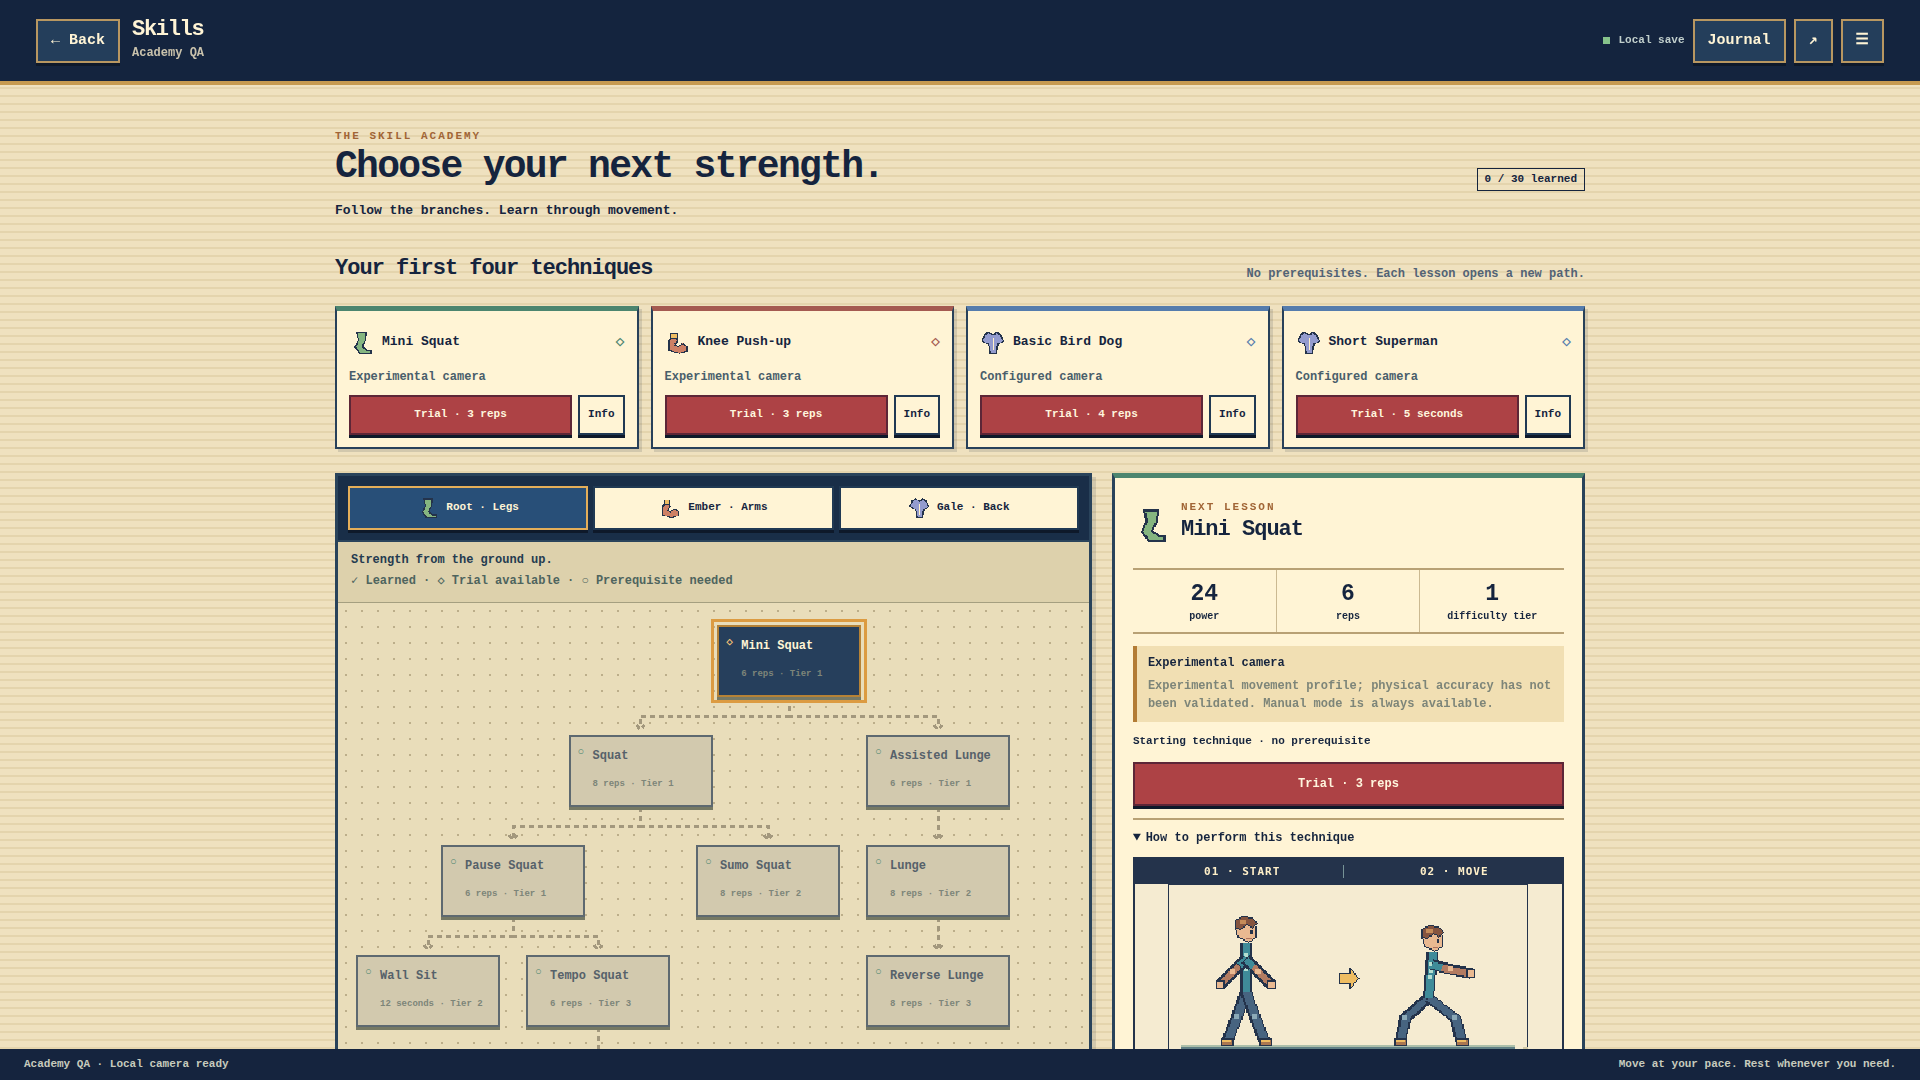 ← Back
Skills
Academy QA
Local save
Journal
↗
☰
THE SKILL ACADEMY
Choose your next strength.
0 / 30 learned
Follow the branches. Learn through movement.
Your first four techniques
No prerequisites. Each lesson opens a new path.
Mini Squat ◇
Experimental camera
Trial · 3 reps
Info
Knee Push-up ◇
Experimental camera
Trial · 3 reps
Info
Basic Bird Dog ◇
Configured camera
Trial · 4 reps
Info
Short Superman ◇
Configured camera
Trial · 5 seconds
Info
Root · Legs
Ember · Arms
Gale · Back
Strength from the ground up.
✓ Learned · ◇ Trial available · ○ Prerequisite needed
◇ Mini Squat
6 reps · Tier 1
○ Squat
8 reps · Tier 1
○ Assisted Lunge
6 reps · Tier 1
○ Pause Squat
6 reps · Tier 1
○ Sumo Squat
8 reps · Tier 2
○ Lunge
8 reps · Tier 2
○ Wall Sit
12 seconds · Tier 2
○ Tempo Squat
6 reps · Tier 3
○ Reverse Lunge
8 reps · Tier 3
NEXT LESSON
Mini Squat
24
power
6
reps
1
difficulty tier
Experimental camera
Experimental movement profile; physical accuracy has not
been validated. Manual mode is always available.
Starting technique · no prerequisite
Trial · 3 reps
▼ How to perform this technique
01 · START
02 · MOVE
Academy QA · Local camera ready
Move at your pace. Rest whenever you need.